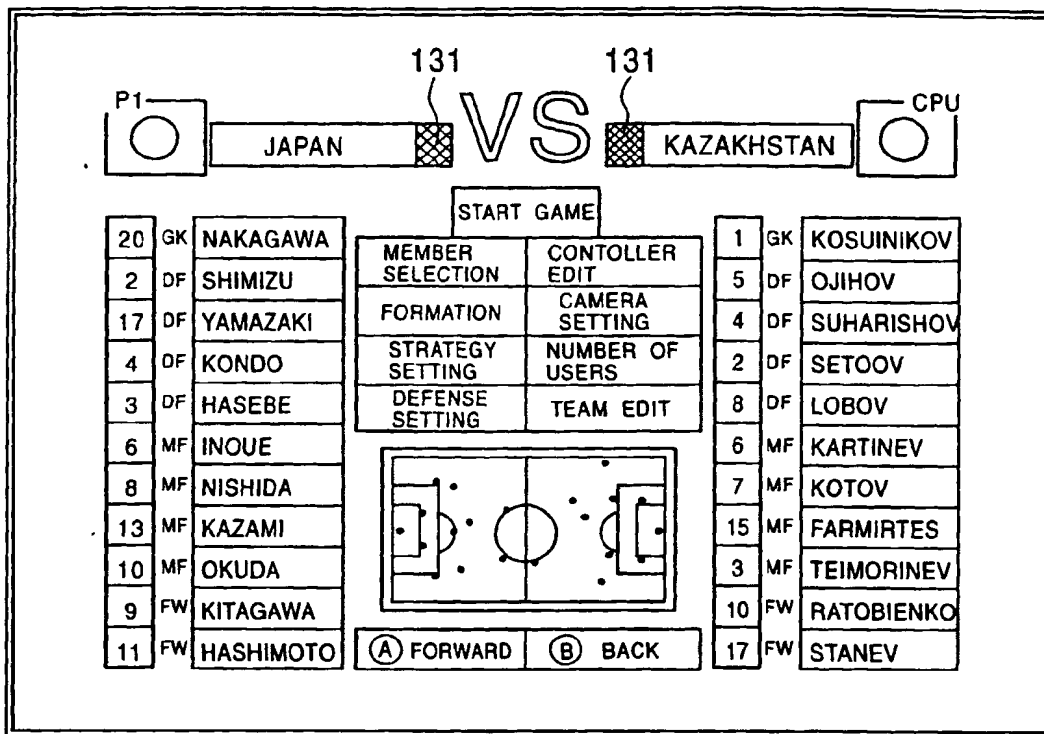 131 131
P1 VS CPU
JAPAN KAZAKHSTAN
START GAME
20 GK NAKAGAWA
2 DF SHIMIZU
17 DF YAMAZAKI
4 DF KONDO
3 DF HASEBE
6 MF INOUE
8 MF NISHIDA
13 MF KAZAMI
10 MF OKUDA
9 FW KITAGAWA
11 FW HASHIMOTO
MEMBER
SELECTION
CONTOLLER
EDIT
FORMATION
CAMERA
SETTING
STRATEGY
SETTING
NUMBER OF
USERS
DEFENSE
SETTING
TEAM EDIT
A FORWARD B BACK
1 GK KOSUINIKOV
5 DF OJIHOV
4 DF SUHARISHOV
2 DF SETOOV
8 DF LOBOV
6 MF KARTINEV
7 MF KOTOV
15 MF FARMIRTES
3 MF TEIMORINEV
10 FW RATOBIENKO
17 FW STANEV